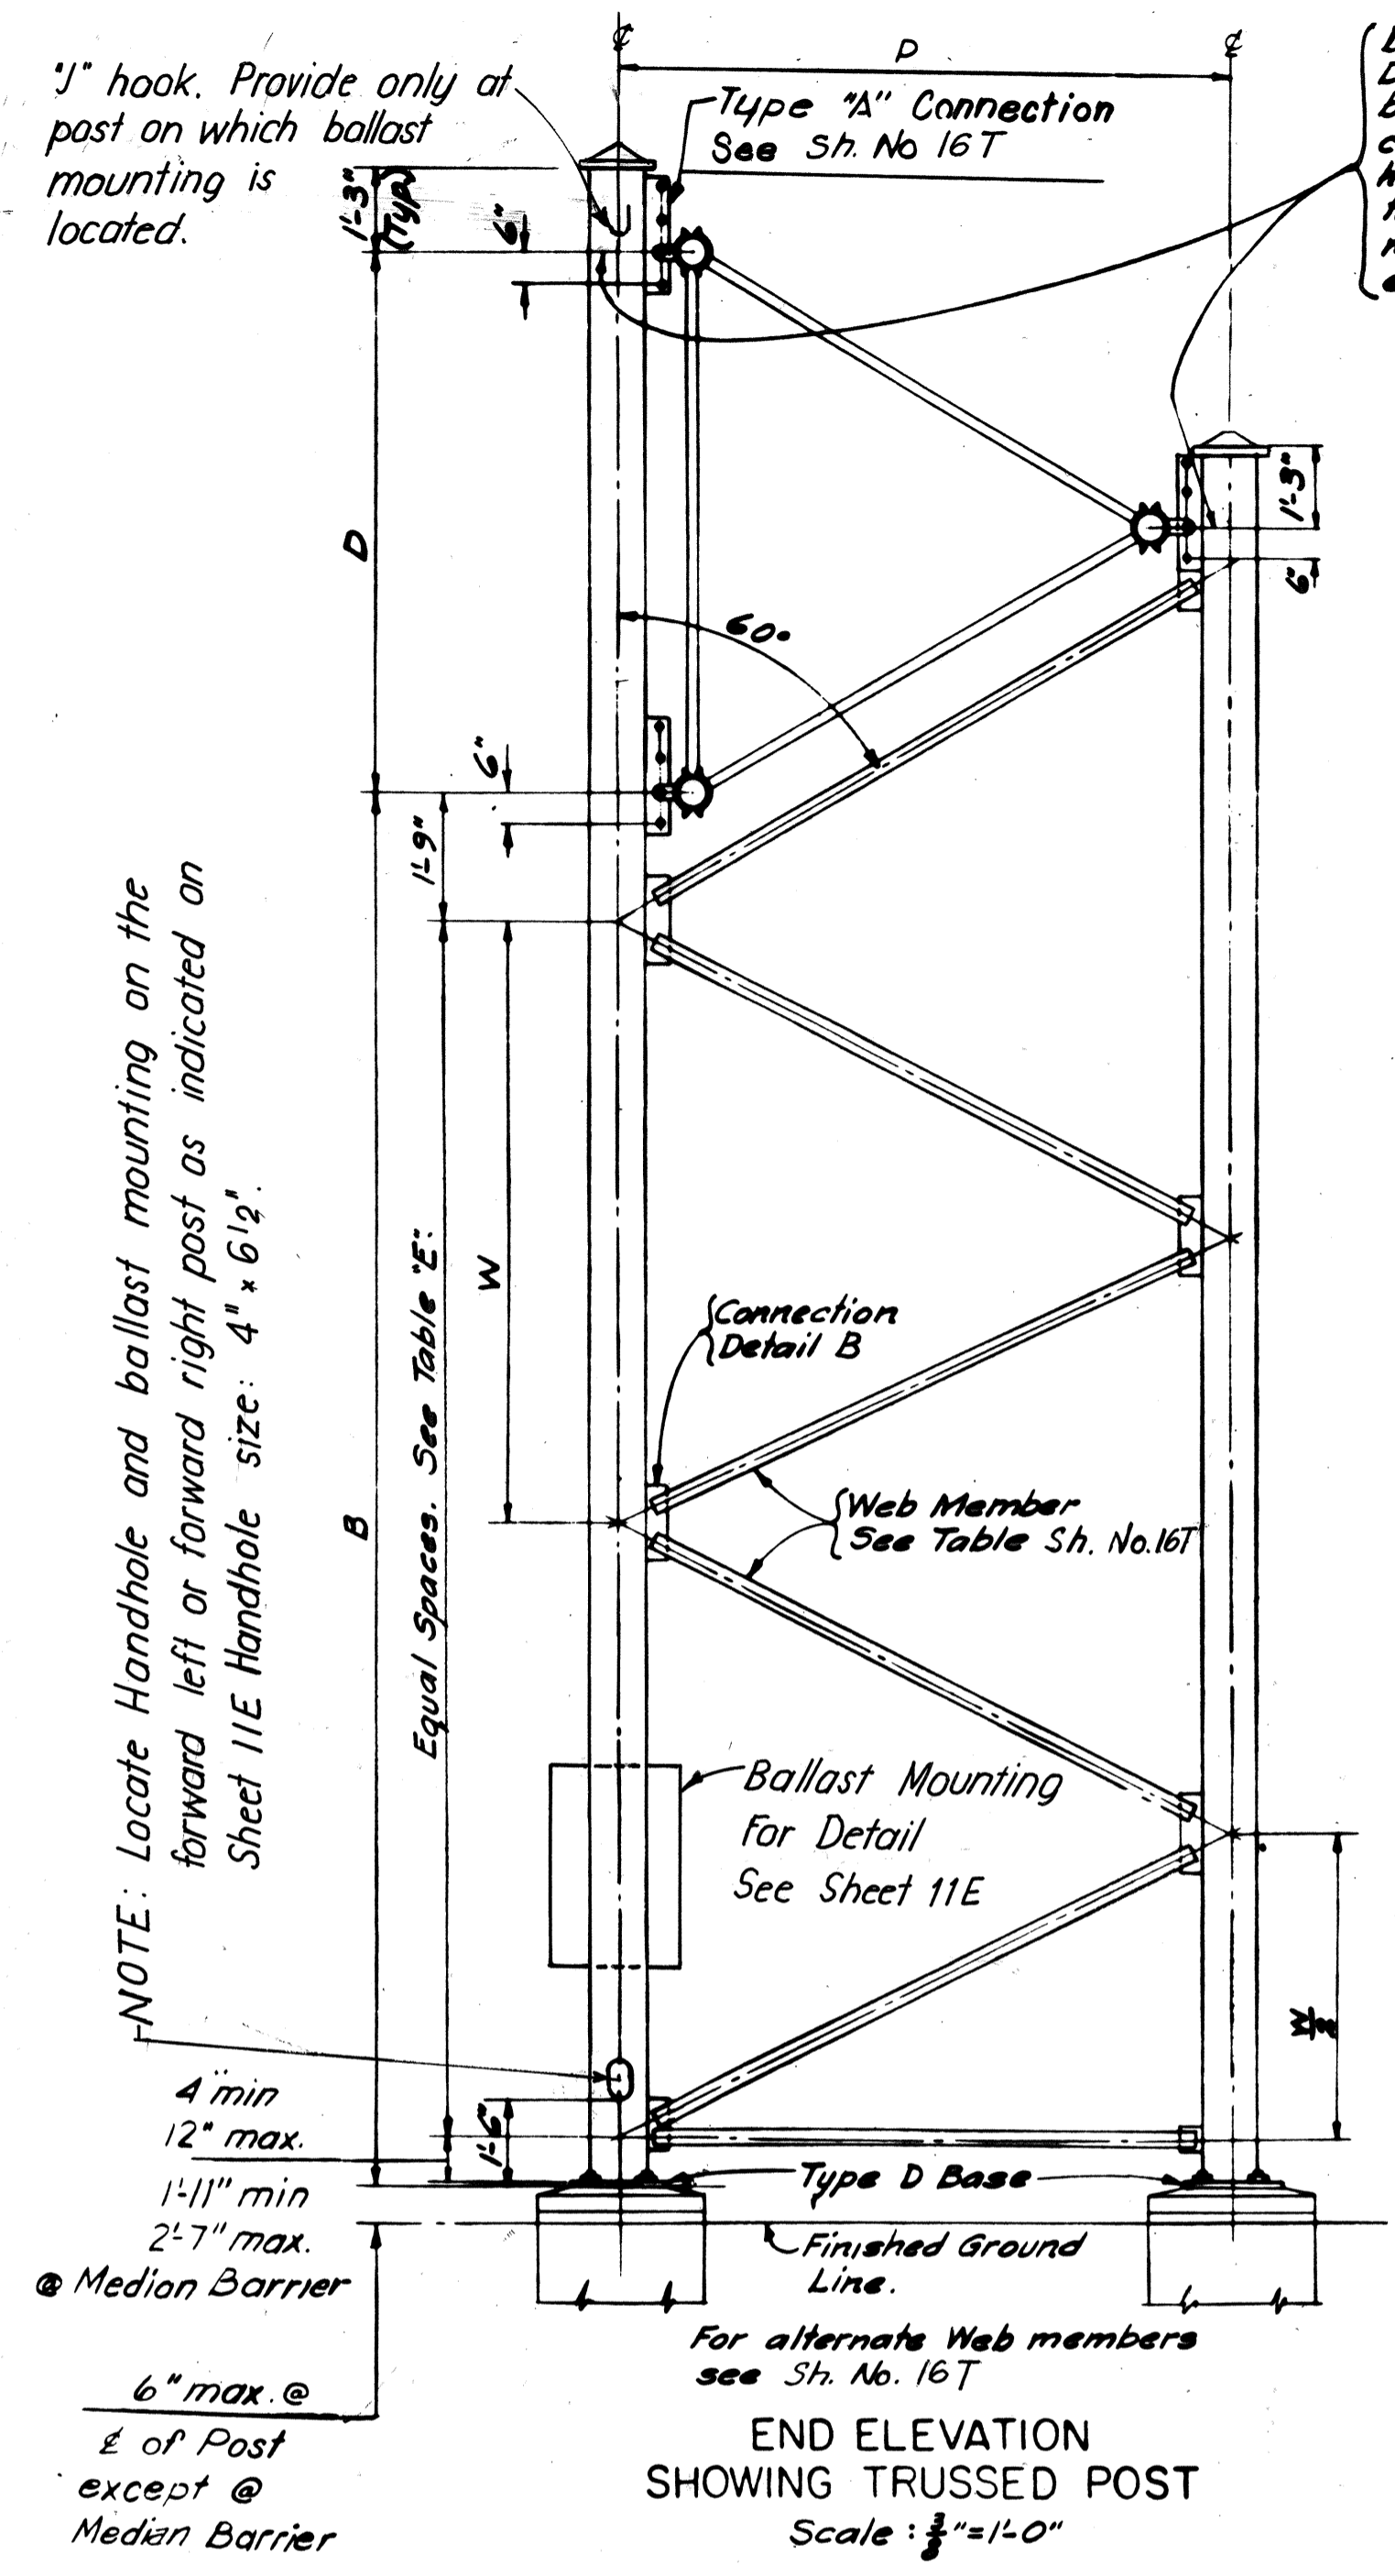 "J" hook. Provide only at
post on which ballast
mounting is
located.
℄
P
℄
Type "A" Connection
See Sh. No 16T
1'-3"
(Typ)
6"
1'-3"
6"
D
60°
6"
1'-9"
W
NOTE: Locate Handhole and ballast mounting on the
forward left or forward right post as indicated on
Sheet 11E Handhole size: 4" x 6½".
Equal Spaces. See Table "E".
B
Connection
Detail B
Web Member
See Table Sh. No. 16T
Ballast Mounting
For Detail
See Sheet 11E
W/2
1'-6"
4" min
12" max.
1'-11" min
2'-7" max.
@ Median Barrier
Type D Base
Finished Ground
Line.
For alternate Web members
see Sh. No. 16T
6" max. @
℄ of Post
except @
Median Barrier
END ELEVATION
SHOWING TRUSSED POST
Scale: ⅜"=1'-0"